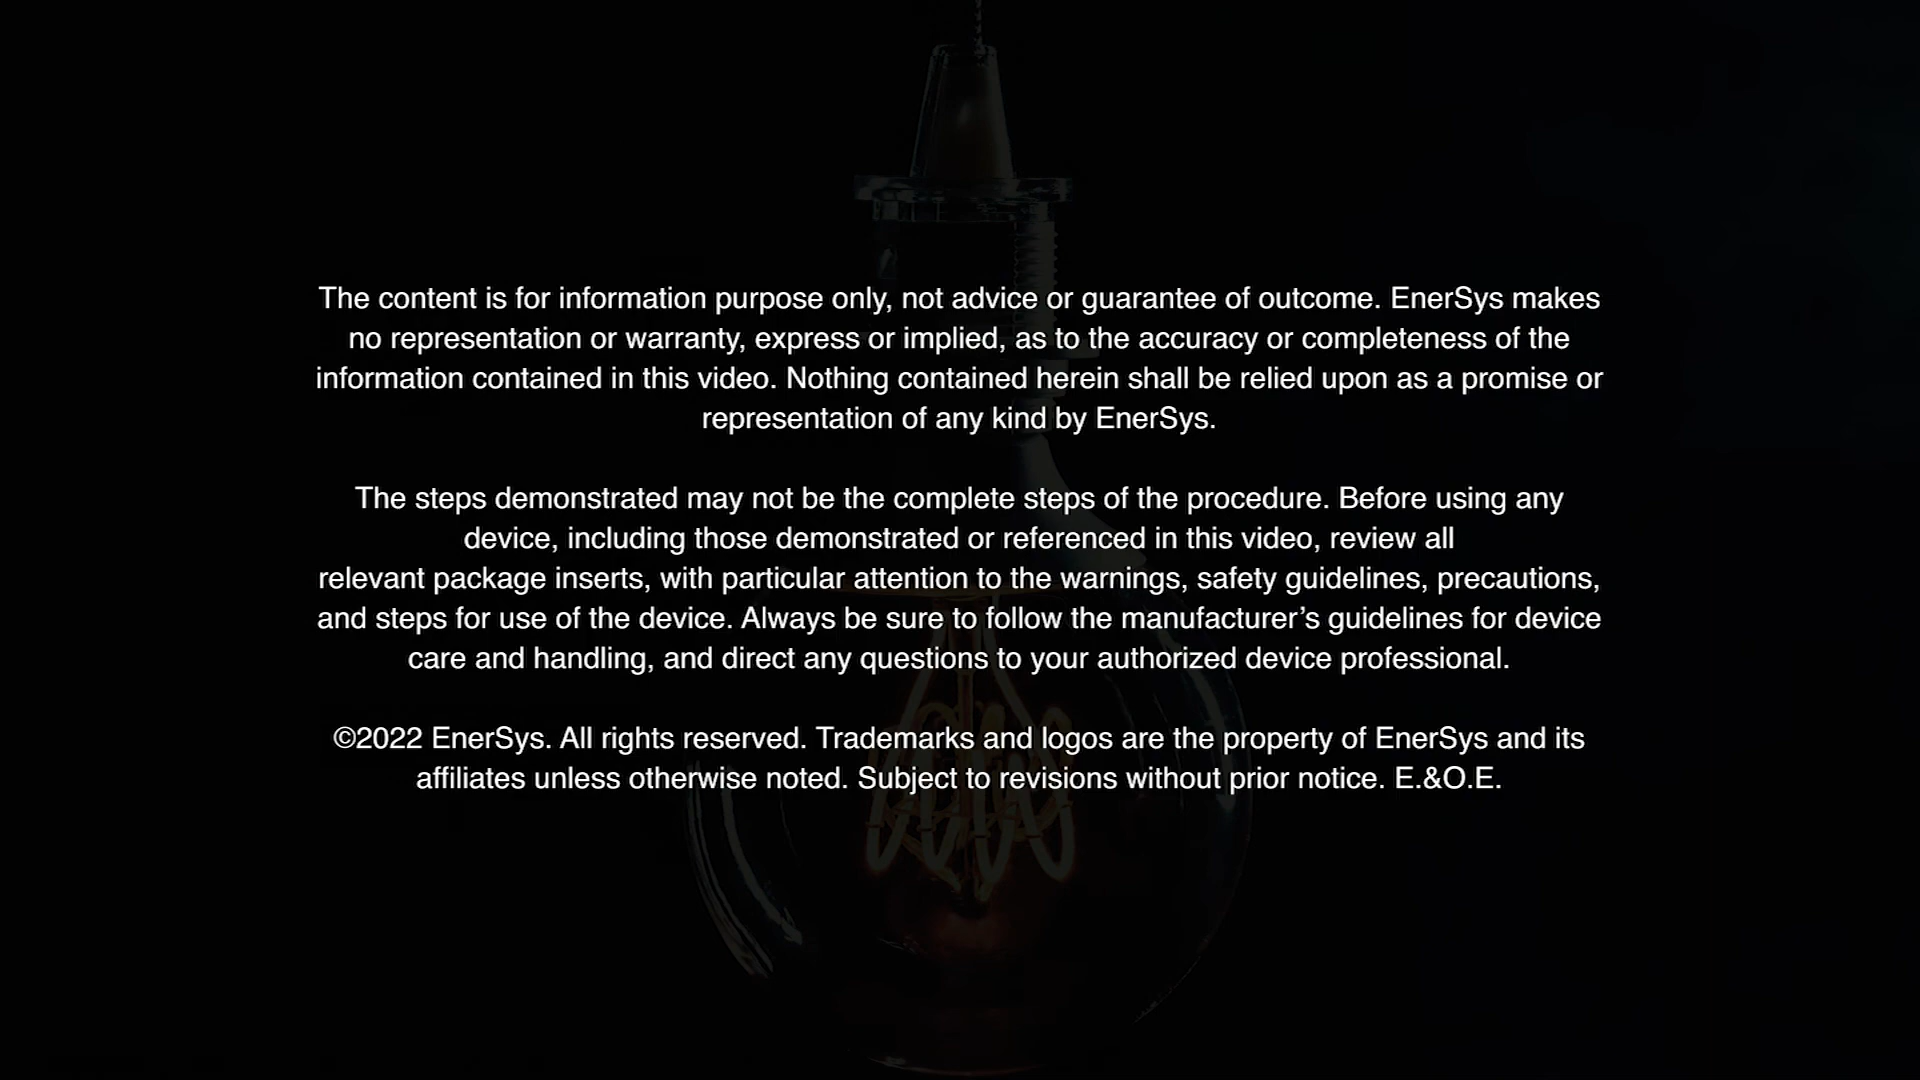 The content is for information purpose only, not advice or guarantee of outcome. EnerSys makes
no representation or warranty, express or implied, as to the accuracy or completeness of the
information contained in this video. Nothing contained herein shall be relied upon as a promise or
representation of any kind by EnerSys.
The steps demonstrated may not be the complete steps of the procedure. Before using any
device, including those demonstrated or referenced in this video, review all
relevant package inserts, with particular attention to the warnings, safety guidelines, precautions,
and steps for use of the device. Always be sure to follow the manufacturer’s guidelines for device
care and handling, and direct any questions to your authorized device professional.
©2022 EnerSys. All rights reserved. Trademarks and logos are the property of EnerSys and its
affiliates unless otherwise noted. Subject to revisions without prior notice. E.&O.E.